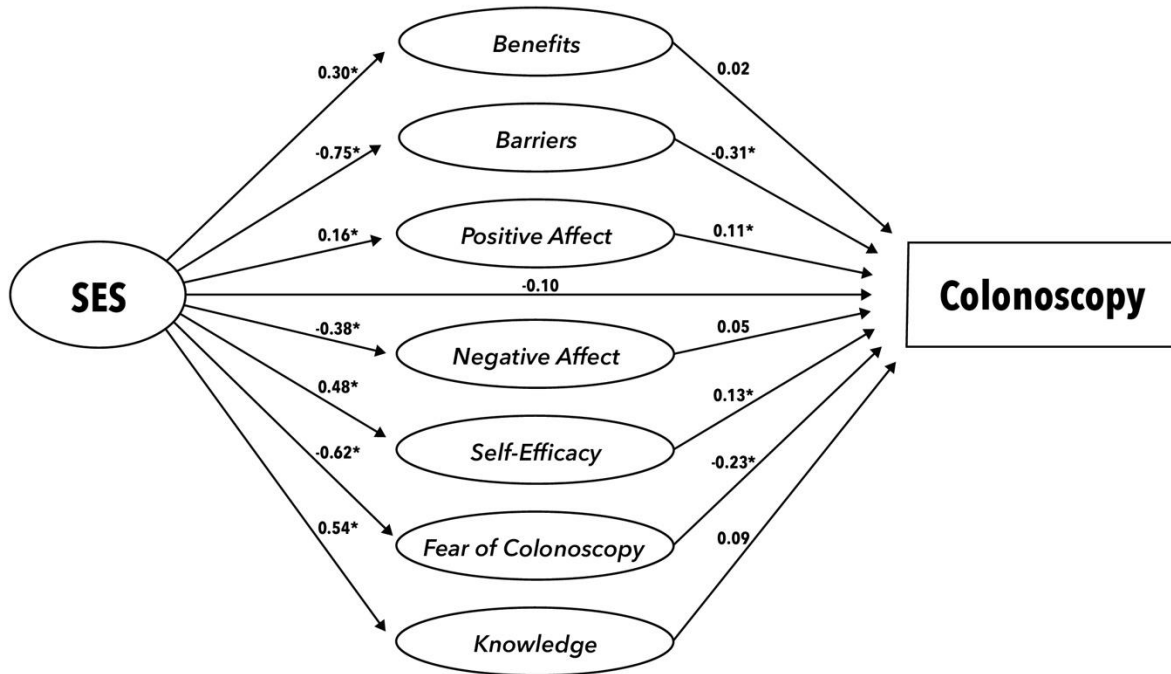 Benefits
0.30*
0.02
Barriers
-0.75*
-0.31*
Positive Affect
0.16*
0.11*
SES
-0.10
Colonoscopy
-0.38*
Negative Affect
0.05
0.48*
Self-Efficacy
0.13*
-0.62*
-0.23*
Fear of Colonoscopy
0.54*
0.09
Knowledge